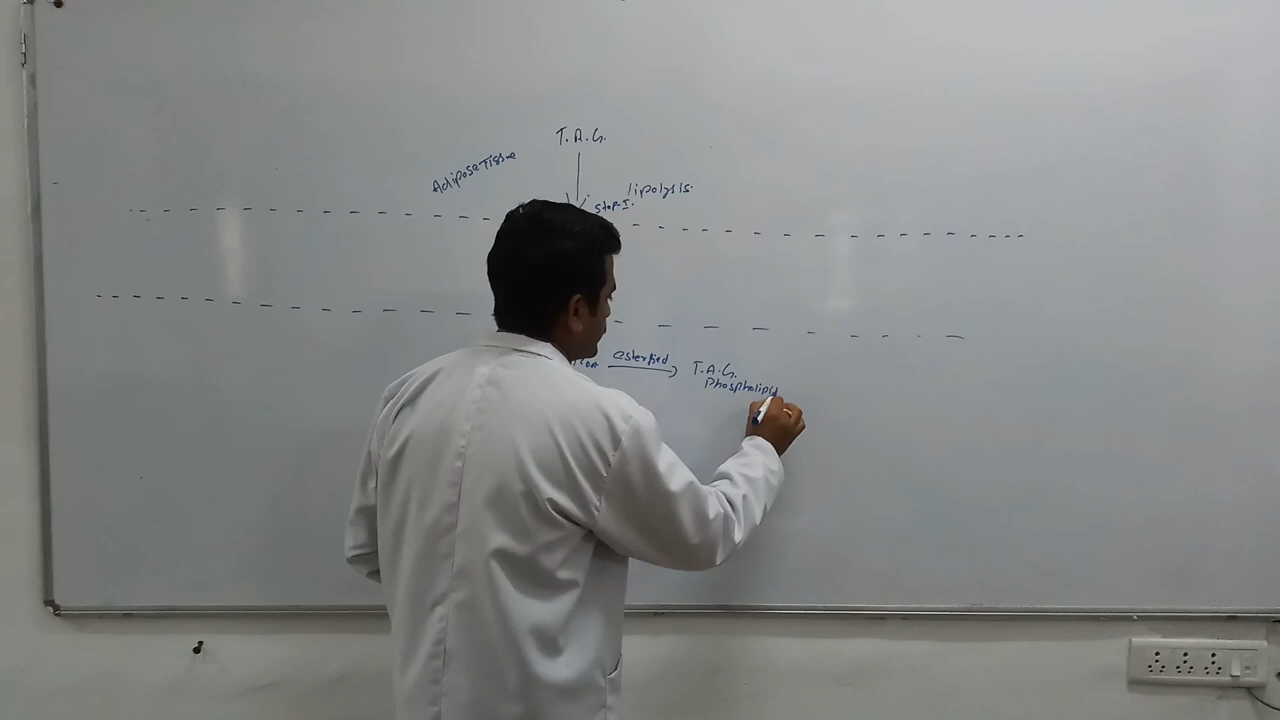 T.A.G.
Adipose Tissue
lipolysis.
Step-I.
esterfied
T.A.G.
Phospholipid